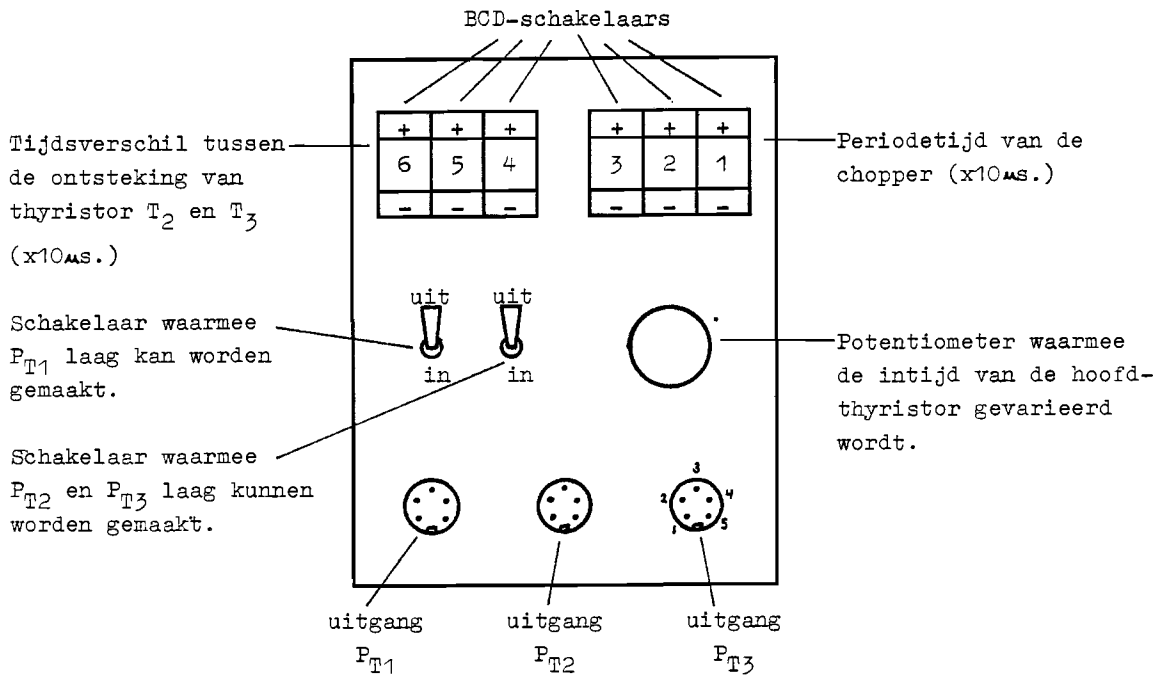 BCD-schakelaars
Tijdsverschil tussen
de ontsteking van
thyristor T2 en T3
(x10µs.)
+ + +
6 5 4
- - -
+ + +
3 2 1
- - -
Periodetijd van de
chopper (x10µs.)
uit uit
in in
Schakelaar waarmee
PT1 laag kan worden
gemaakt.
Potentiometer waarmee
de intijd van de hoofd-
thyristor gevarieerd
wordt.
Schakelaar waarmee
PT2 en PT3 laag kunnen
worden gemaakt.
3
2 4
1 5
uitgang
PT1
uitgang
PT2
uitgang
PT3